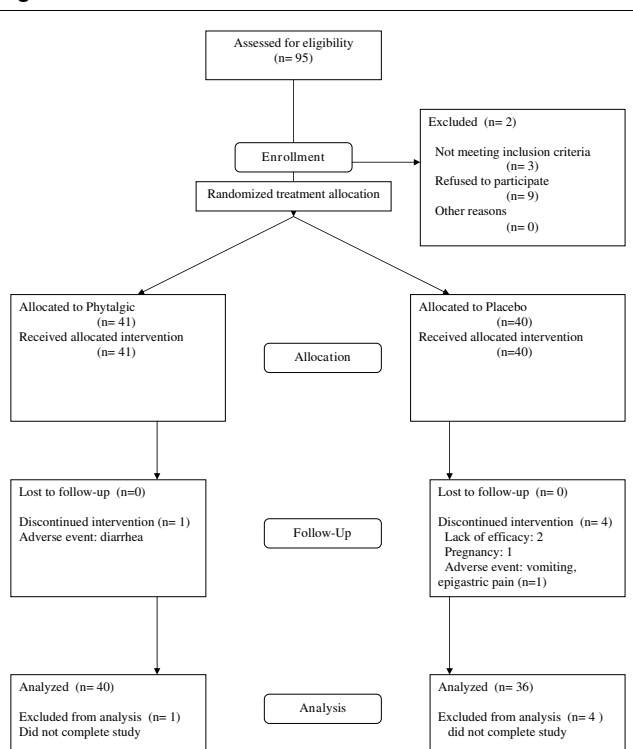 Assessed for eligibility
(n= 95)
Excluded (n= 2)
Not meeting inclusion criteria
(n= 3)
Refused to participate
(n= 9)
Other reasons
(n= 0)
Enrollment
Randomized treatment allocation
Allocated to Phytalgic
(n= 41)
Received allocated intervention
(n= 41)
Allocation
Allocated to Placebo
(n=40)
Received allocated intervention
(n=40)
Lost to follow-up (n=0)
Discontinued intervention (n= 1)
Adverse event: diarrhea
Follow-Up
Lost to follow-up (n= 0)
Discontinued intervention (n= 4)
Lack of efficacy: 2
Pregnancy: 1
Adverse event: vomiting,
epigastric pain (n=1)
Analyzed (n= 40)
Excluded from analysis (n= 1)
Did not complete study
Analysis
Analyzed (n= 36)
Excluded from analysis (n= 4 )
did not complete study